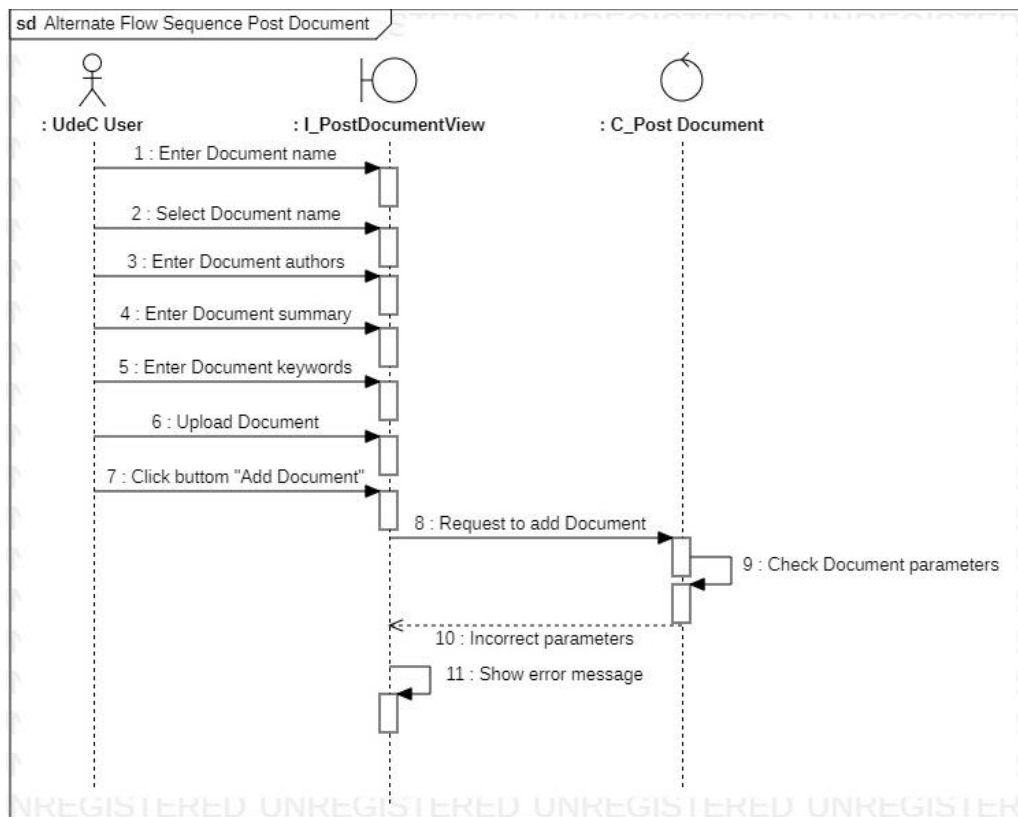 sd Alternate Flow Sequence Post Document
: UdeC User
: I_PostDocumentView
: C_Post Document
1 : Enter Document name
2 : Select Document name
3 : Enter Document authors
4 : Enter Document summary
5 : Enter Document keywords
6 : Upload Document
7 : Click buttom "Add Document"
8 : Request to add Document
9 : Check Document parameters
10 : Incorrect parameters
11 : Show error message
UNREGISTERED UNREGISTERED